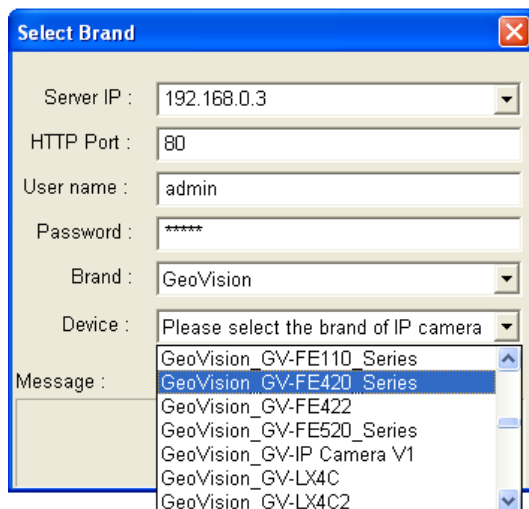 Select Brand
Server IP : 192.168.0.3
HTTP Port : 80
User name : admin
Password : *****
Brand : GeoVision
Device : Please select the brand of IP camera
GeoVision_GV-FE110_Series
Message : GeoVision_GV-FE420_Series
GeoVision_GV-FE422
GeoVision_GV-FE520_Series
GeoVision_GV-IP Camera V1
GeoVision_GV-LX4C
GeoVision_GV-LX4C2